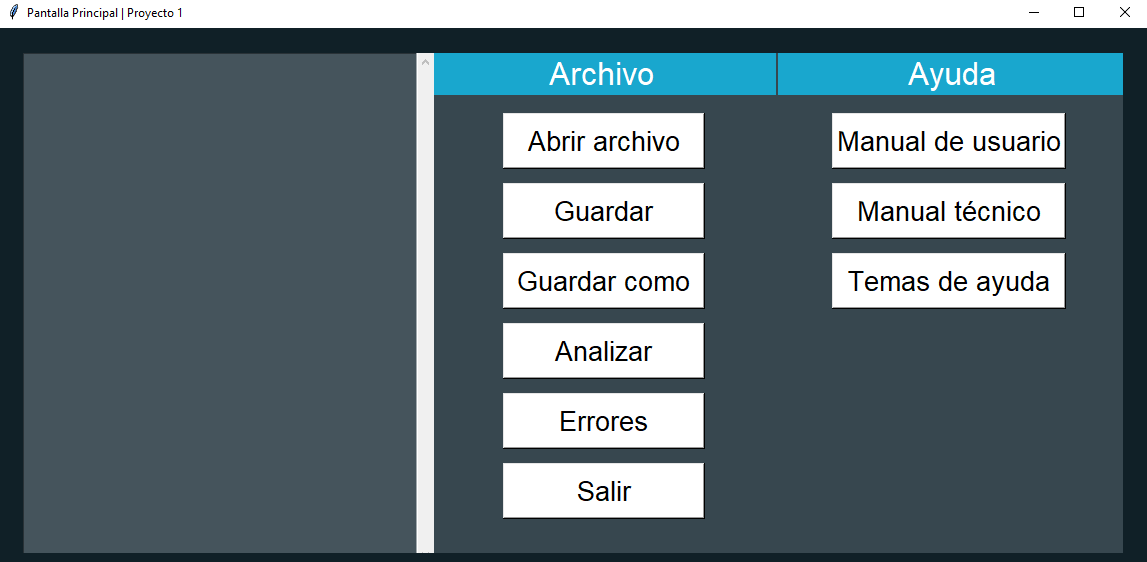 Pantalla Principal | Proyecto 1
Archivo
Abrir archivo
Guardar
Guardar como
Analizar
Errores
Salir
Ayuda
Manual de usuario
Manual técnico
Temas de ayuda